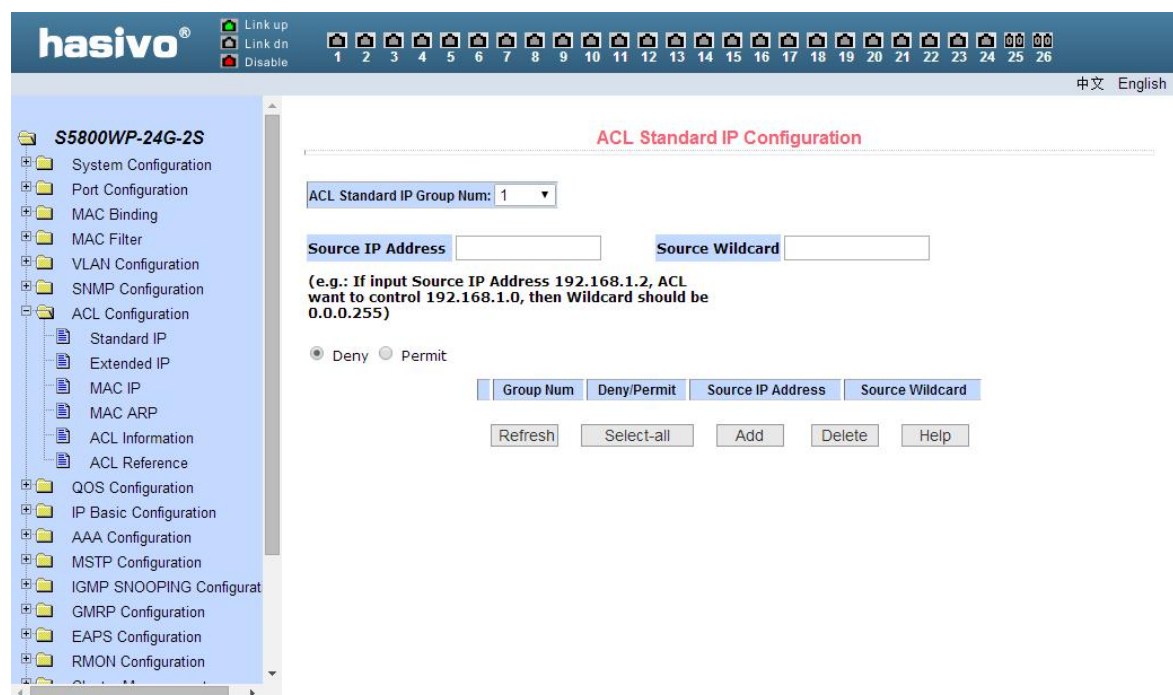 hasivo®
Link up
Link dn
Disable
1 2 3 4 5 6 7 8 9 10 11 12 13 14 15 16 17 18 19 20 21 22 23 24 25 26
中文 English
S5800WP-24G-2S
System Configuration
Port Configuration
MAC Binding
MAC Filter
VLAN Configuration
SNMP Configuration
ACL Configuration
Standard IP
Extended IP
MAC IP
MAC ARP
ACL Information
ACL Reference
QOS Configuration
IP Basic Configuration
AAA Configuration
MSTP Configuration
IGMP SNOOPING Configurat
GMRP Configuration
EAPS Configuration
RMON Configuration
ACL Standard IP Configuration
ACL Standard IP Group Num: 1
Source IP Address
Source Wildcard
(e.g.: If input Source IP Address 192.168.1.2, ACL
want to control 192.168.1.0, then Wildcard should be
0.0.0.255)
Deny Permit
Group Num Deny/Permit Source IP Address Source Wildcard
Refresh Select-all Add Delete Help